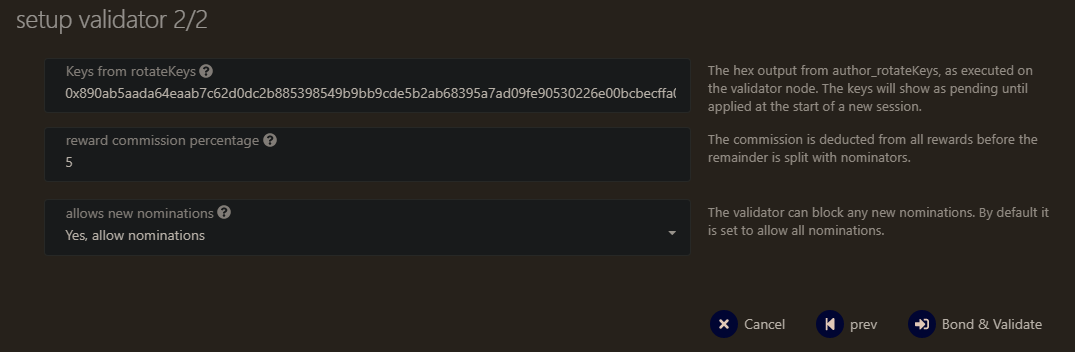 setup validator 2/2
Keys from rotateKeys
0x890ab5aada64eaab7c62d0dc2b885398549b9bb9cde5b2ab68395a7ad09fe90530226e00bcbecffa0
The hex output from author_rotateKeys, as executed on
the validator node. The keys will show as pending until
applied at the start of a new session.
reward commission percentage
5
The commission is deducted from all rewards before the
remainder is split with nominators.
allows new nominations
Yes, allow nominations
The validator can block any new nominations. By default it
is set to allow all nominations.
Cancel
prev
Bond & Validate